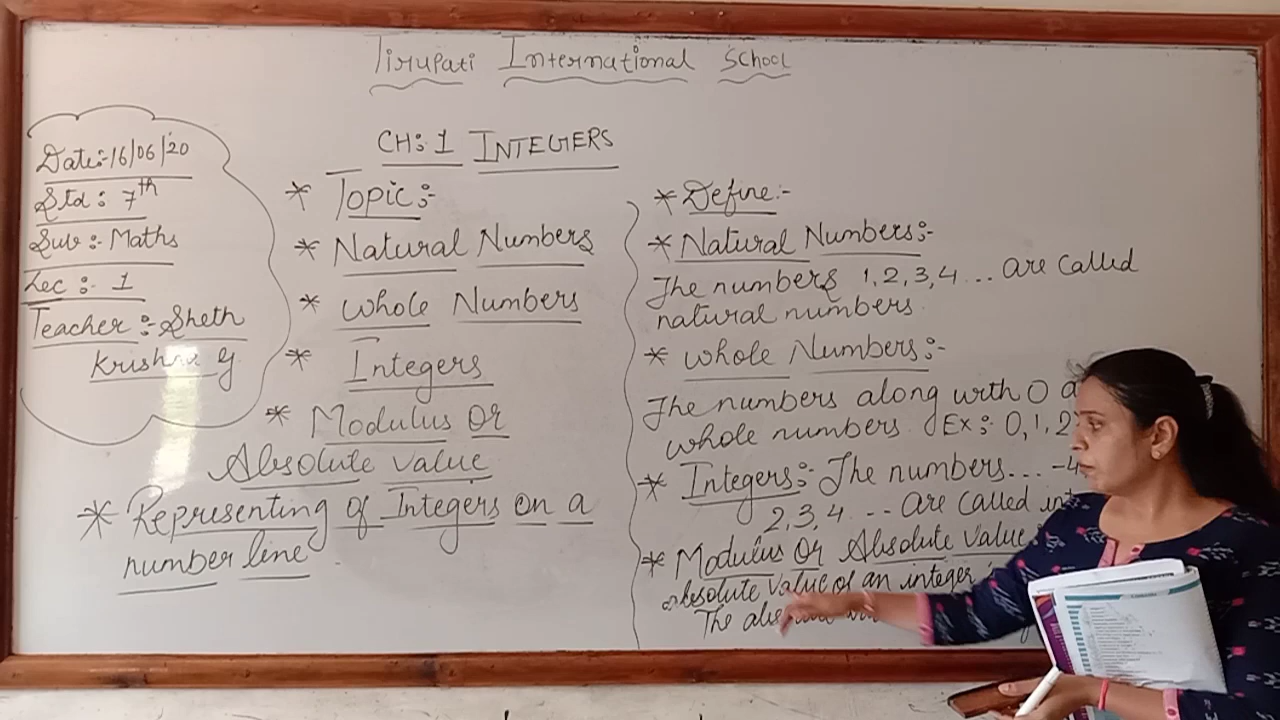 Tirupati International School
CH: 1 INTEGERS
Date:-16/06/20
Std : 7th
Sub :- Maths
Lec :- 1
Teacher :- Sheth
Krishna G
* Topic :-
* Natural Numbers
* Whole Numbers
* Integers
* Modulus Or
Absolute value
* Representing of Integers on a
number line
* Define:-
* Natural Numbers:-
The numbers 1,2,3,4 ... are called
natural numbers.
* Whole Numbers:-
The numbers along with 0 a
whole numbers. Ex: 0,1,2
* Integers:- The numbers... -4
2,3,4 ... are called int
* Modulus Or Absolute Value
absolute value of an integer
The